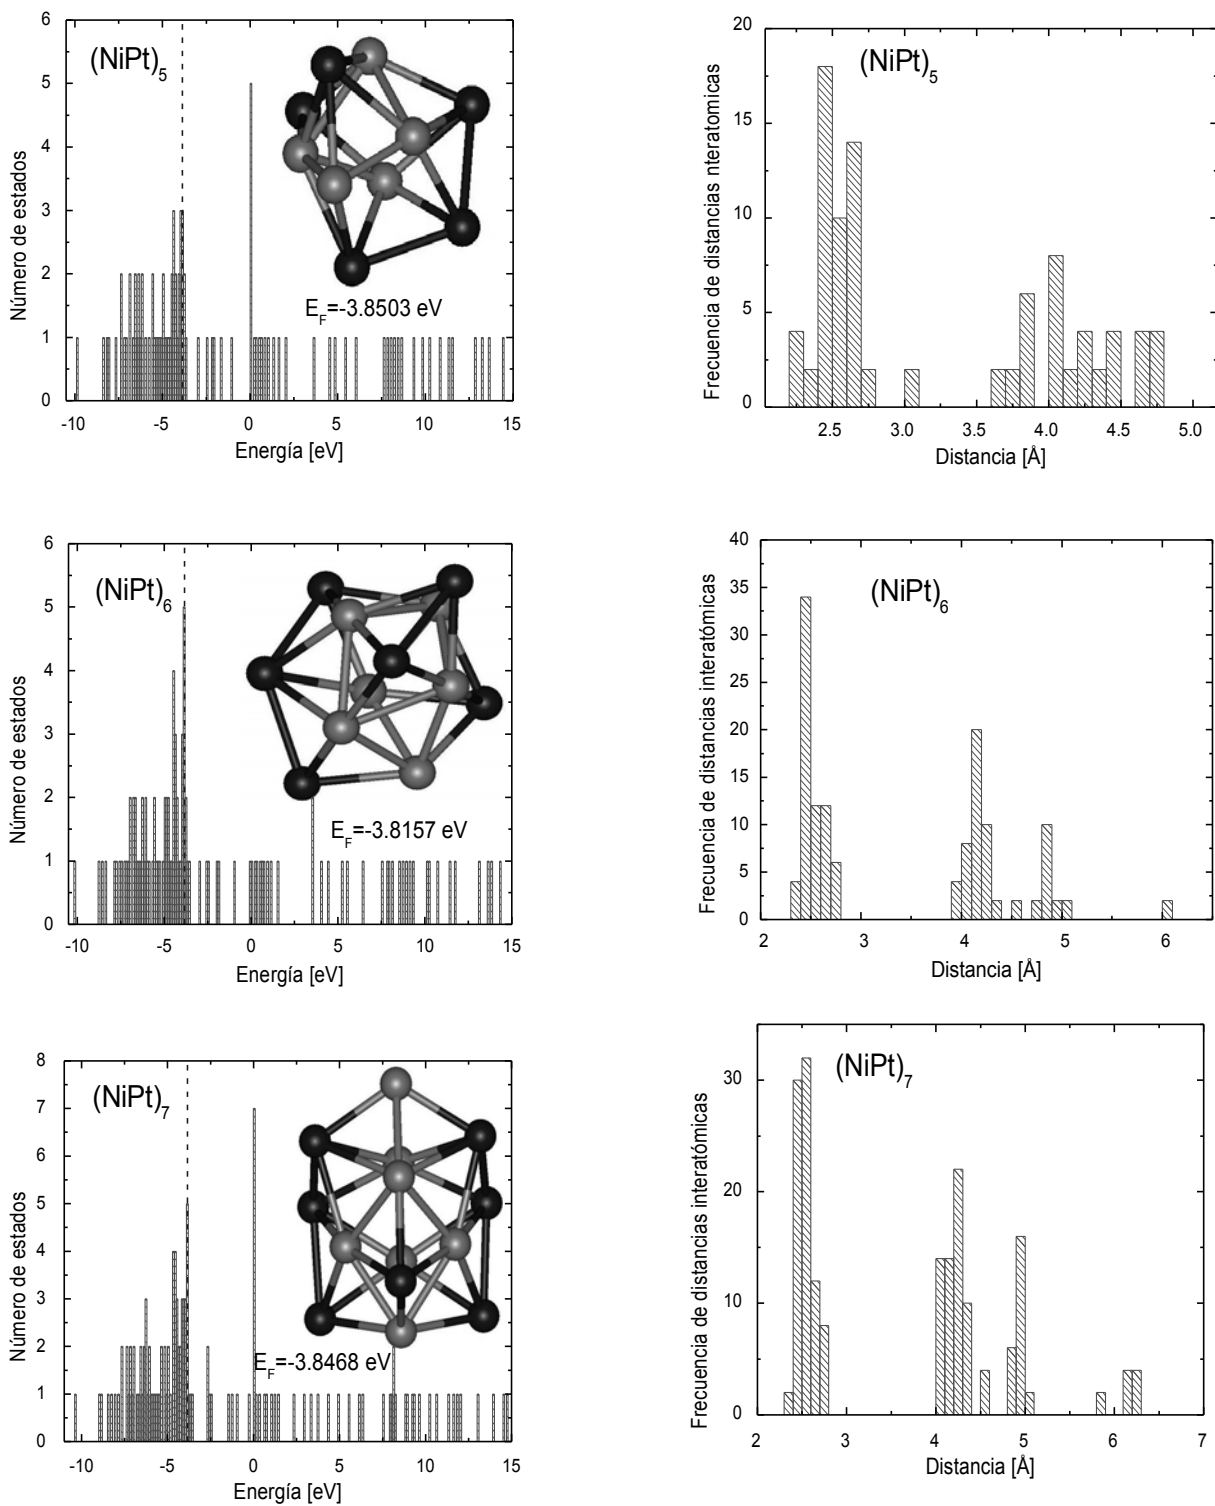 (NiPt)5
Número de estados
6
5
4
3
2
1
0
-10 -5 0 5 10 15
Energía [eV]
EF=-3.8503 eV
(NiPt)5
Frecuencia de distancias nteratomicas
20
15
10
5
0
2.5 3.0 3.5 4.0 4.5 5.0
Distancia [Å]
(NiPt)6
Número de estados
6
5
4
3
2
1
0
-10 -5 0 5 10 15
Energía [eV]
EF=-3.8157 eV
(NiPt)6
Frecuencia de distancias interatómicas
40
35
30
25
20
15
10
5
0
2 3 4 5 6
Distancia [Å]
(NiPt)7
Número de estados
8
7
6
5
4
3
2
1
0
-10 -5 0 5 10 15
Energía [eV]
EF=-3.8468 eV
(NiPt)7
Frecuencia de distancias interatómicas
30
20
10
0
2 3 4 5 6 7
Distancia [Å]